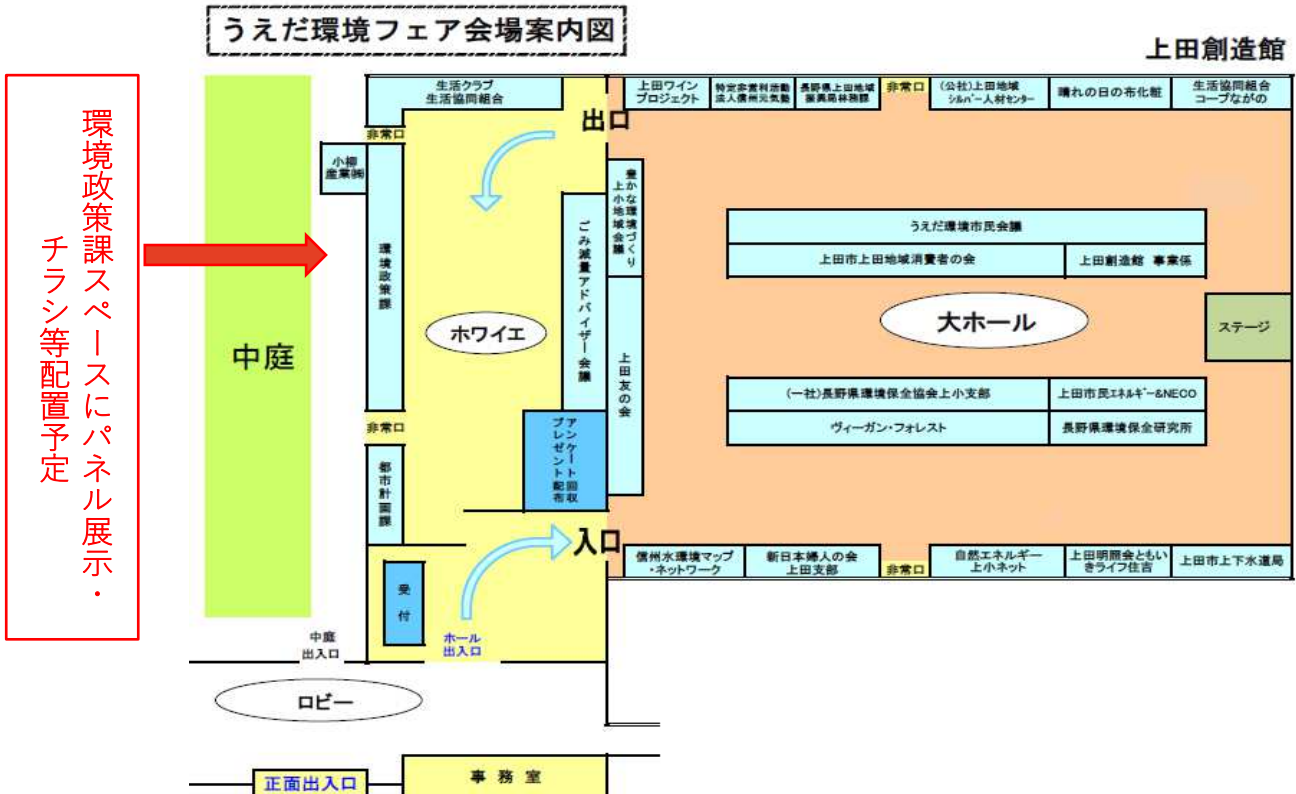 うえだ環境フェア会場案内図
上田創造館
環境政策課スペースにパネル展示・
チラシ等配置予定
生活クラブ
生活協同組合
上田ワイン
プロジェクト
特定非営利活動
法人信州元気塾
長野県上田地域
振興局林務課
非常口
(公社)上田地域
シルバー人材センター
晴れの日の布化粧
生活協同組合
コープながの
出口
非常口
小柳
産業㈱
環境政策課
中庭
ホワイエ
ごみ減量アドバイザー会議
豊かな環境づくり
上小地域会議
上田友の会
うえだ環境市民会議
上田市上田地域消費者の会
上田創造館 事業係
大ホール
ステージ
(一社)長野県環境保全協会上小支部
上田市民エネルギー&NECO
ヴィーガン・フォレスト
長野県環境保全研究所
非常口
都市計画課
アンケート回収
プレゼント配布
入口
信州水環境マップ
・ネットワーク
新日本婦人の会
上田支部
非常口
自然エネルギー
上小ネット
上田明照会ともい
きライフ住吉
上田市上下水道局
受付
中庭
出入口
ホール
出入口
ロビー
正面出入口
事務室